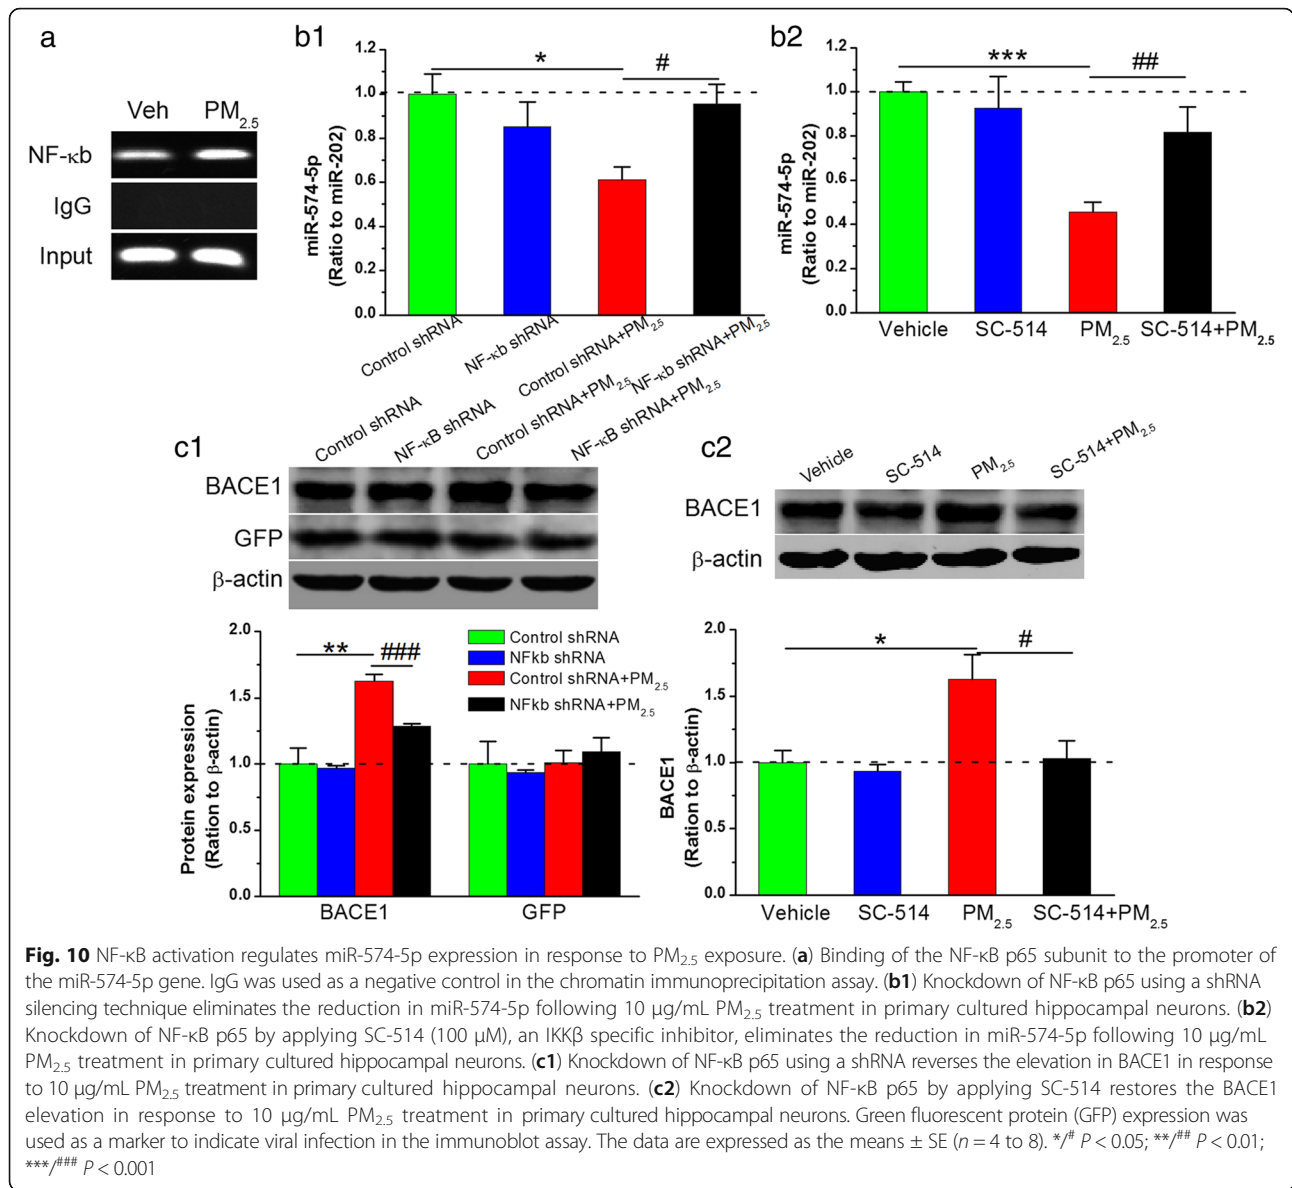 a
Veh PM2.5
NF-κb
IgG
Input
b1
1.2
1.0
0.8
0.6
0.4
0.2
0.0
miR-574-5p
(Ratio to miR-202)
* #
Control shRNA
NF-κb shRNA
Control shRNA+PM2.5
NF-κb shRNA+PM2.5
b2
1.2
1.0
0.8
0.6
0.4
0.2
0.0
miR-574-5p
(Ratio to miR-202)
*** ##
Vehicle SC-514 PM2.5 SC-514+PM2.5
c1
Control shRNA
NF-κB shRNA
Control shRNA+PM2.5
NF-κB shRNA+PM2.5
BACE1
GFP
β-actin
2.0
1.5
1.0
0.5
0.0
Protein expression
(Ration to β-actin)
** ###
Control shRNA
NFkb shRNA
Control shRNA+PM2.5
NFkb shRNA+PM2.5
BACE1 GFP
c2
Vehicle
SC-514
PM2.5
SC-514+PM2.5
BACE1
β-actin
2.0
1.5
1.0
0.5
0.0
BACE1
(Ration to β-actin)
* #
Vehicle SC-514 PM2.5 SC-514+PM2.5
Fig. 10 NF-κB activation regulates miR-574-5p expression in response to PM2.5 exposure. (a) Binding of the NF-κB p65 subunit to the promoter of
the miR-574-5p gene. IgG was used as a negative control in the chromatin immunoprecipitation assay. (b1) Knockdown of NF-κB p65 using a shRNA
silencing technique eliminates the reduction in miR-574-5p following 10 μg/mL PM2.5 treatment in primary cultured hippocampal neurons. (b2)
Knockdown of NF-κB p65 by applying SC-514 (100 μM), an IKKβ specific inhibitor, eliminates the reduction in miR-574-5p following 10 μg/mL
PM2.5 treatment in primary cultured hippocampal neurons. (c1) Knockdown of NF-κB p65 using a shRNA reverses the elevation in BACE1 in response
to 10 μg/mL PM2.5 treatment in primary cultured hippocampal neurons. (c2) Knockdown of NF-κB p65 by applying SC-514 restores the BACE1
elevation in response to 10 μg/mL PM2.5 treatment in primary cultured hippocampal neurons. Green fluorescent protein (GFP) expression was
used as a marker to indicate viral infection in the immunoblot assay. The data are expressed as the means ± SE (n = 4 to 8). */# P < 0.05; **/## P < 0.01;
***/### P < 0.001